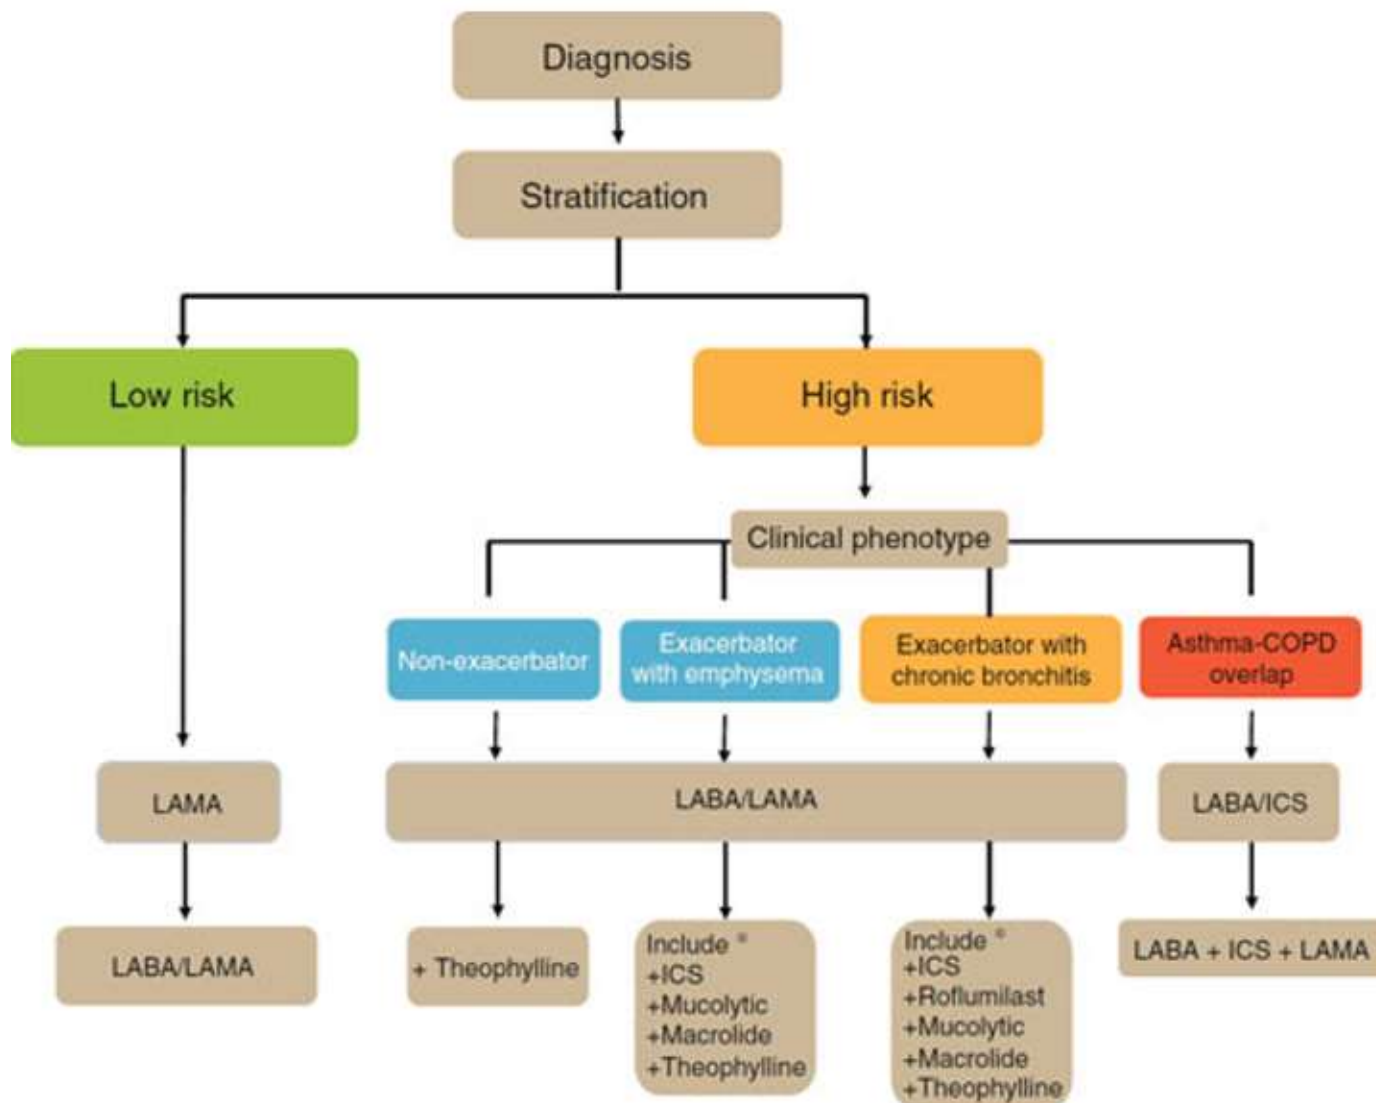 Diagnosis
Stratification
Low risk
High risk
Clinical phenotype
Non-exacerbator
Exacerbator
with emphysema
Exacerbator with
chronic bronchitis
Asthma-COPD
overlap
LAMA
LABA/LAMA
LABA/ICS
LABA/LAMA
+ Theophylline
Include *
+ICS
+Mucolytic
+Macrolide
+Theophylline
Include *
+ICS
+Roflumilast
+Mucolytic
+Macrolide
+Theophylline
LABA + ICS + LAMA